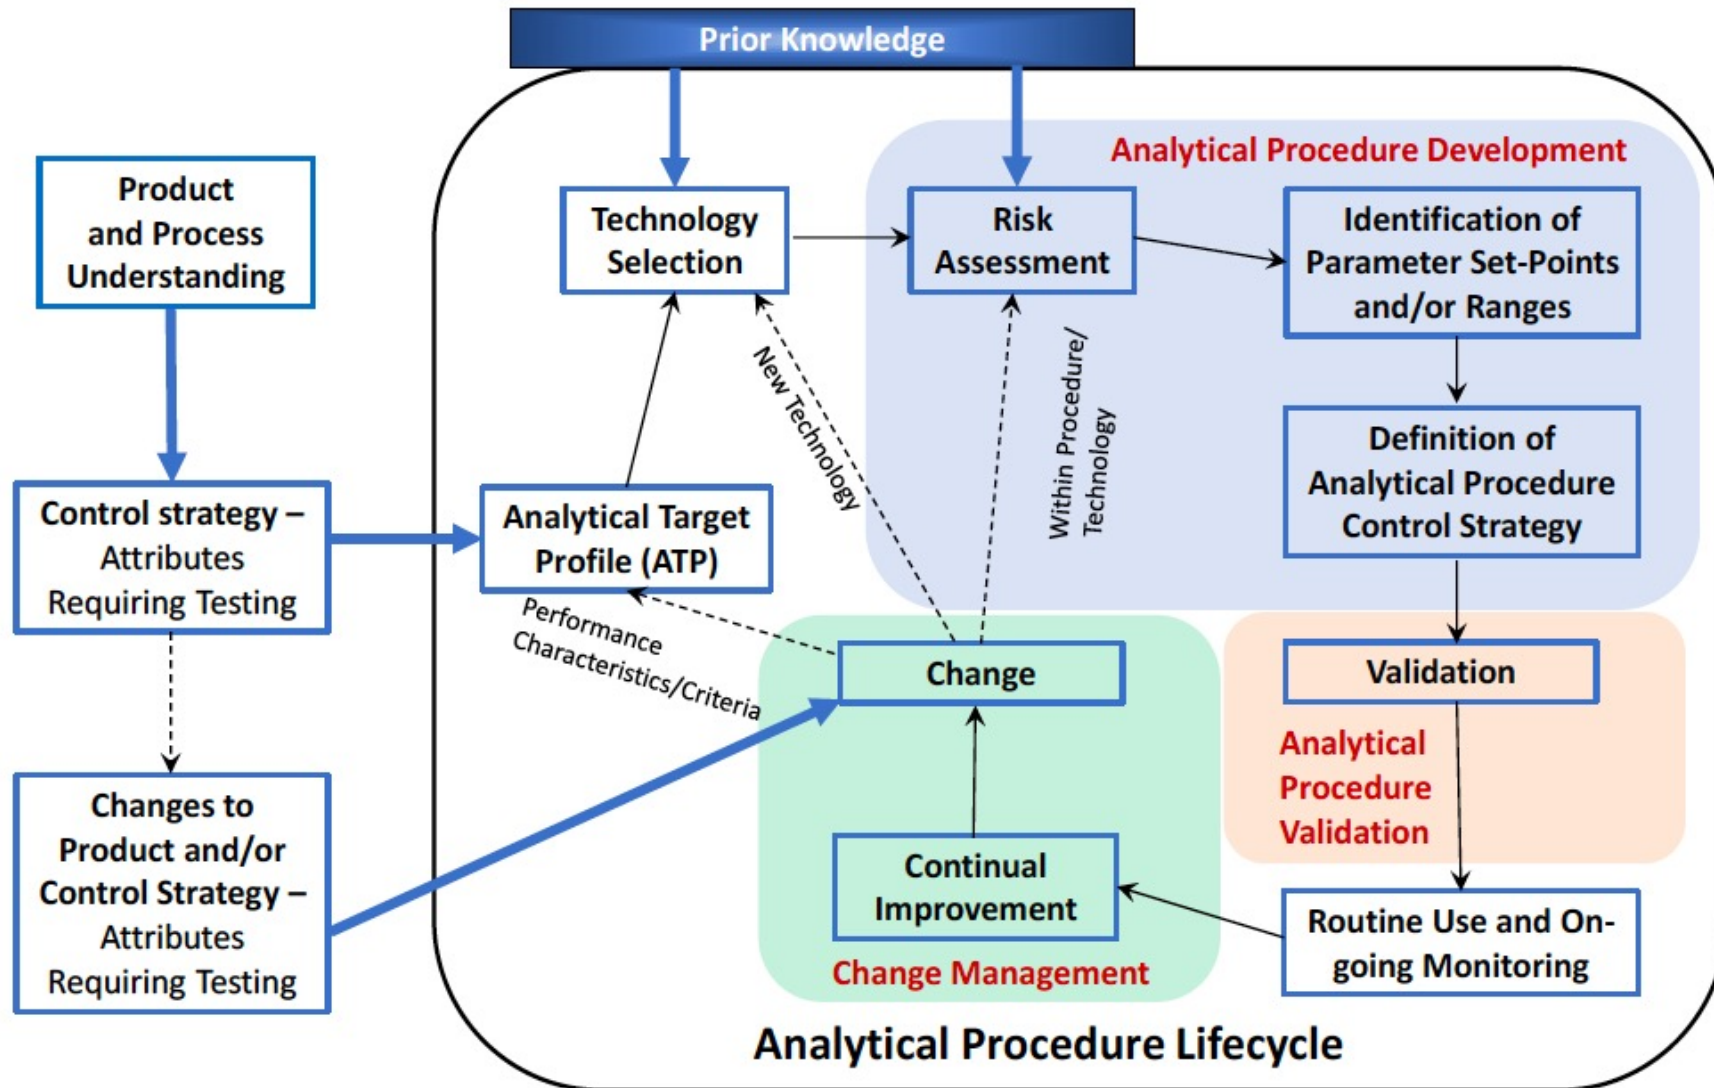 Prior Knowledge
Analytical Procedure Development
Product
and Process
Understanding
Technology
Selection
Risk
Assessment
Identification of
Parameter Set-Points
and/or Ranges
New Technology
Within Procedure/
Technology
Definition of
Analytical Procedure
Control Strategy
Control strategy –
Attributes
Requiring Testing
Analytical Target
Profile (ATP)
Performance
Characteristics/Criteria
Change
Validation
Analytical
Procedure
Validation
Changes to
Product and/or
Control Strategy –
Attributes
Requiring Testing
Continual
Improvement
Routine Use and On-
going Monitoring
Change Management
Analytical Procedure Lifecycle